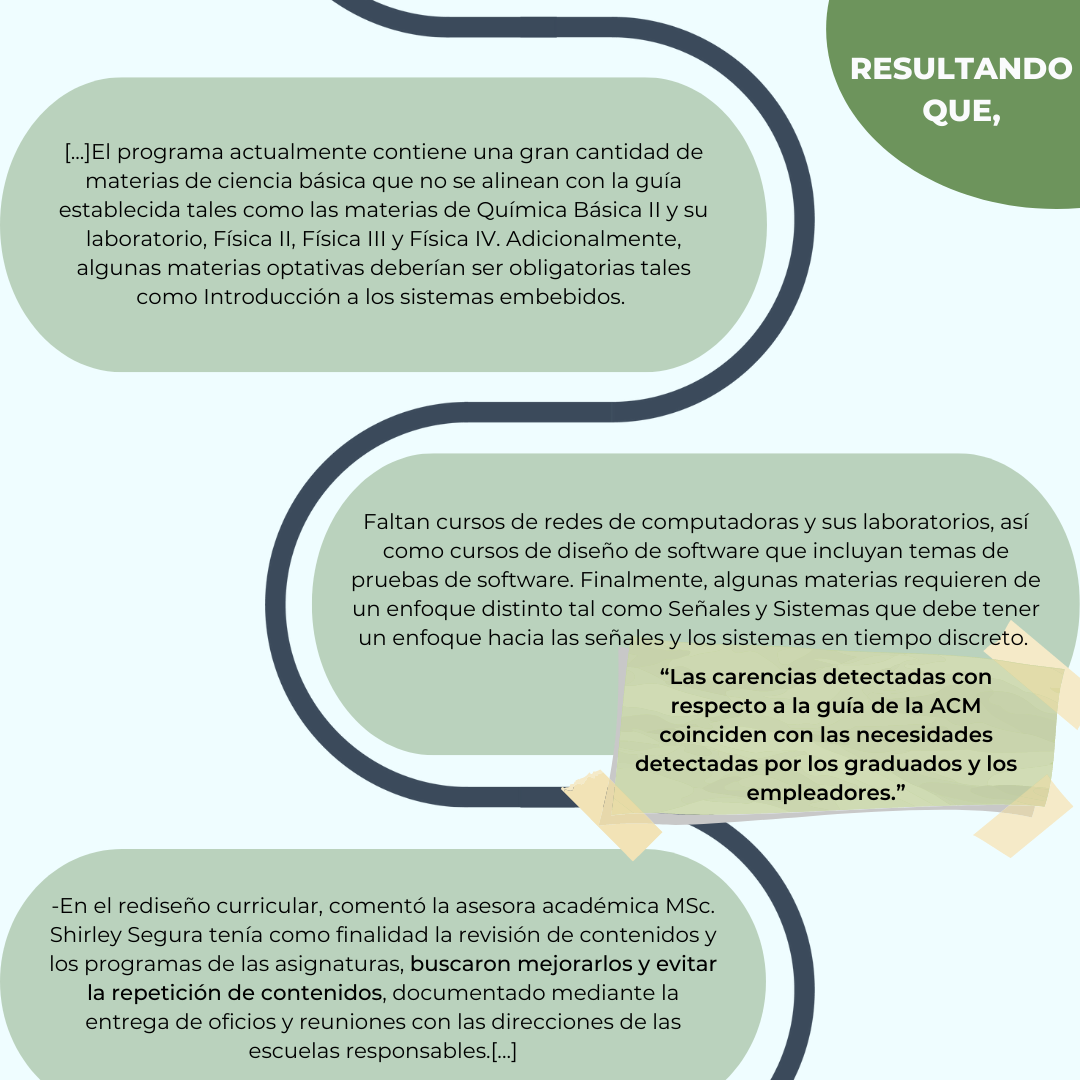 RESULTANDO
QUE,
[...]El programa actualmente contiene una gran cantidad de
materias de ciencia básica que no se alinean con la guía
establecida tales como las materias de Química Básica II y su
laboratorio, Física II, Física III y Física IV. Adicionalmente,
algunas materias optativas deberían ser obligatorias tales
como Introducción a los sistemas embebidos.
Faltan cursos de redes de computadoras y sus laboratorios, así
como cursos de diseño de software que incluyan temas de
pruebas de software. Finalmente, algunas materias requieren de
un enfoque distinto tal como Señales y Sistemas que debe tener
un enfoque hacia las señales y los sistemas en tiempo discreto.
“Las carencias detectadas con
respecto a la guía de la ACM
coinciden con las necesidades
detectadas por los graduados y los
empleadores.”
-En el rediseño curricular, comentó la asesora académica MSc.
Shirley Segura tenía como finalidad la revisión de contenidos y
los programas de las asignaturas, buscaron mejorarlos y evitar
la repetición de contenidos, documentado mediante la
entrega de oficios y reuniones con las direcciones de las
escuelas responsables.[...]